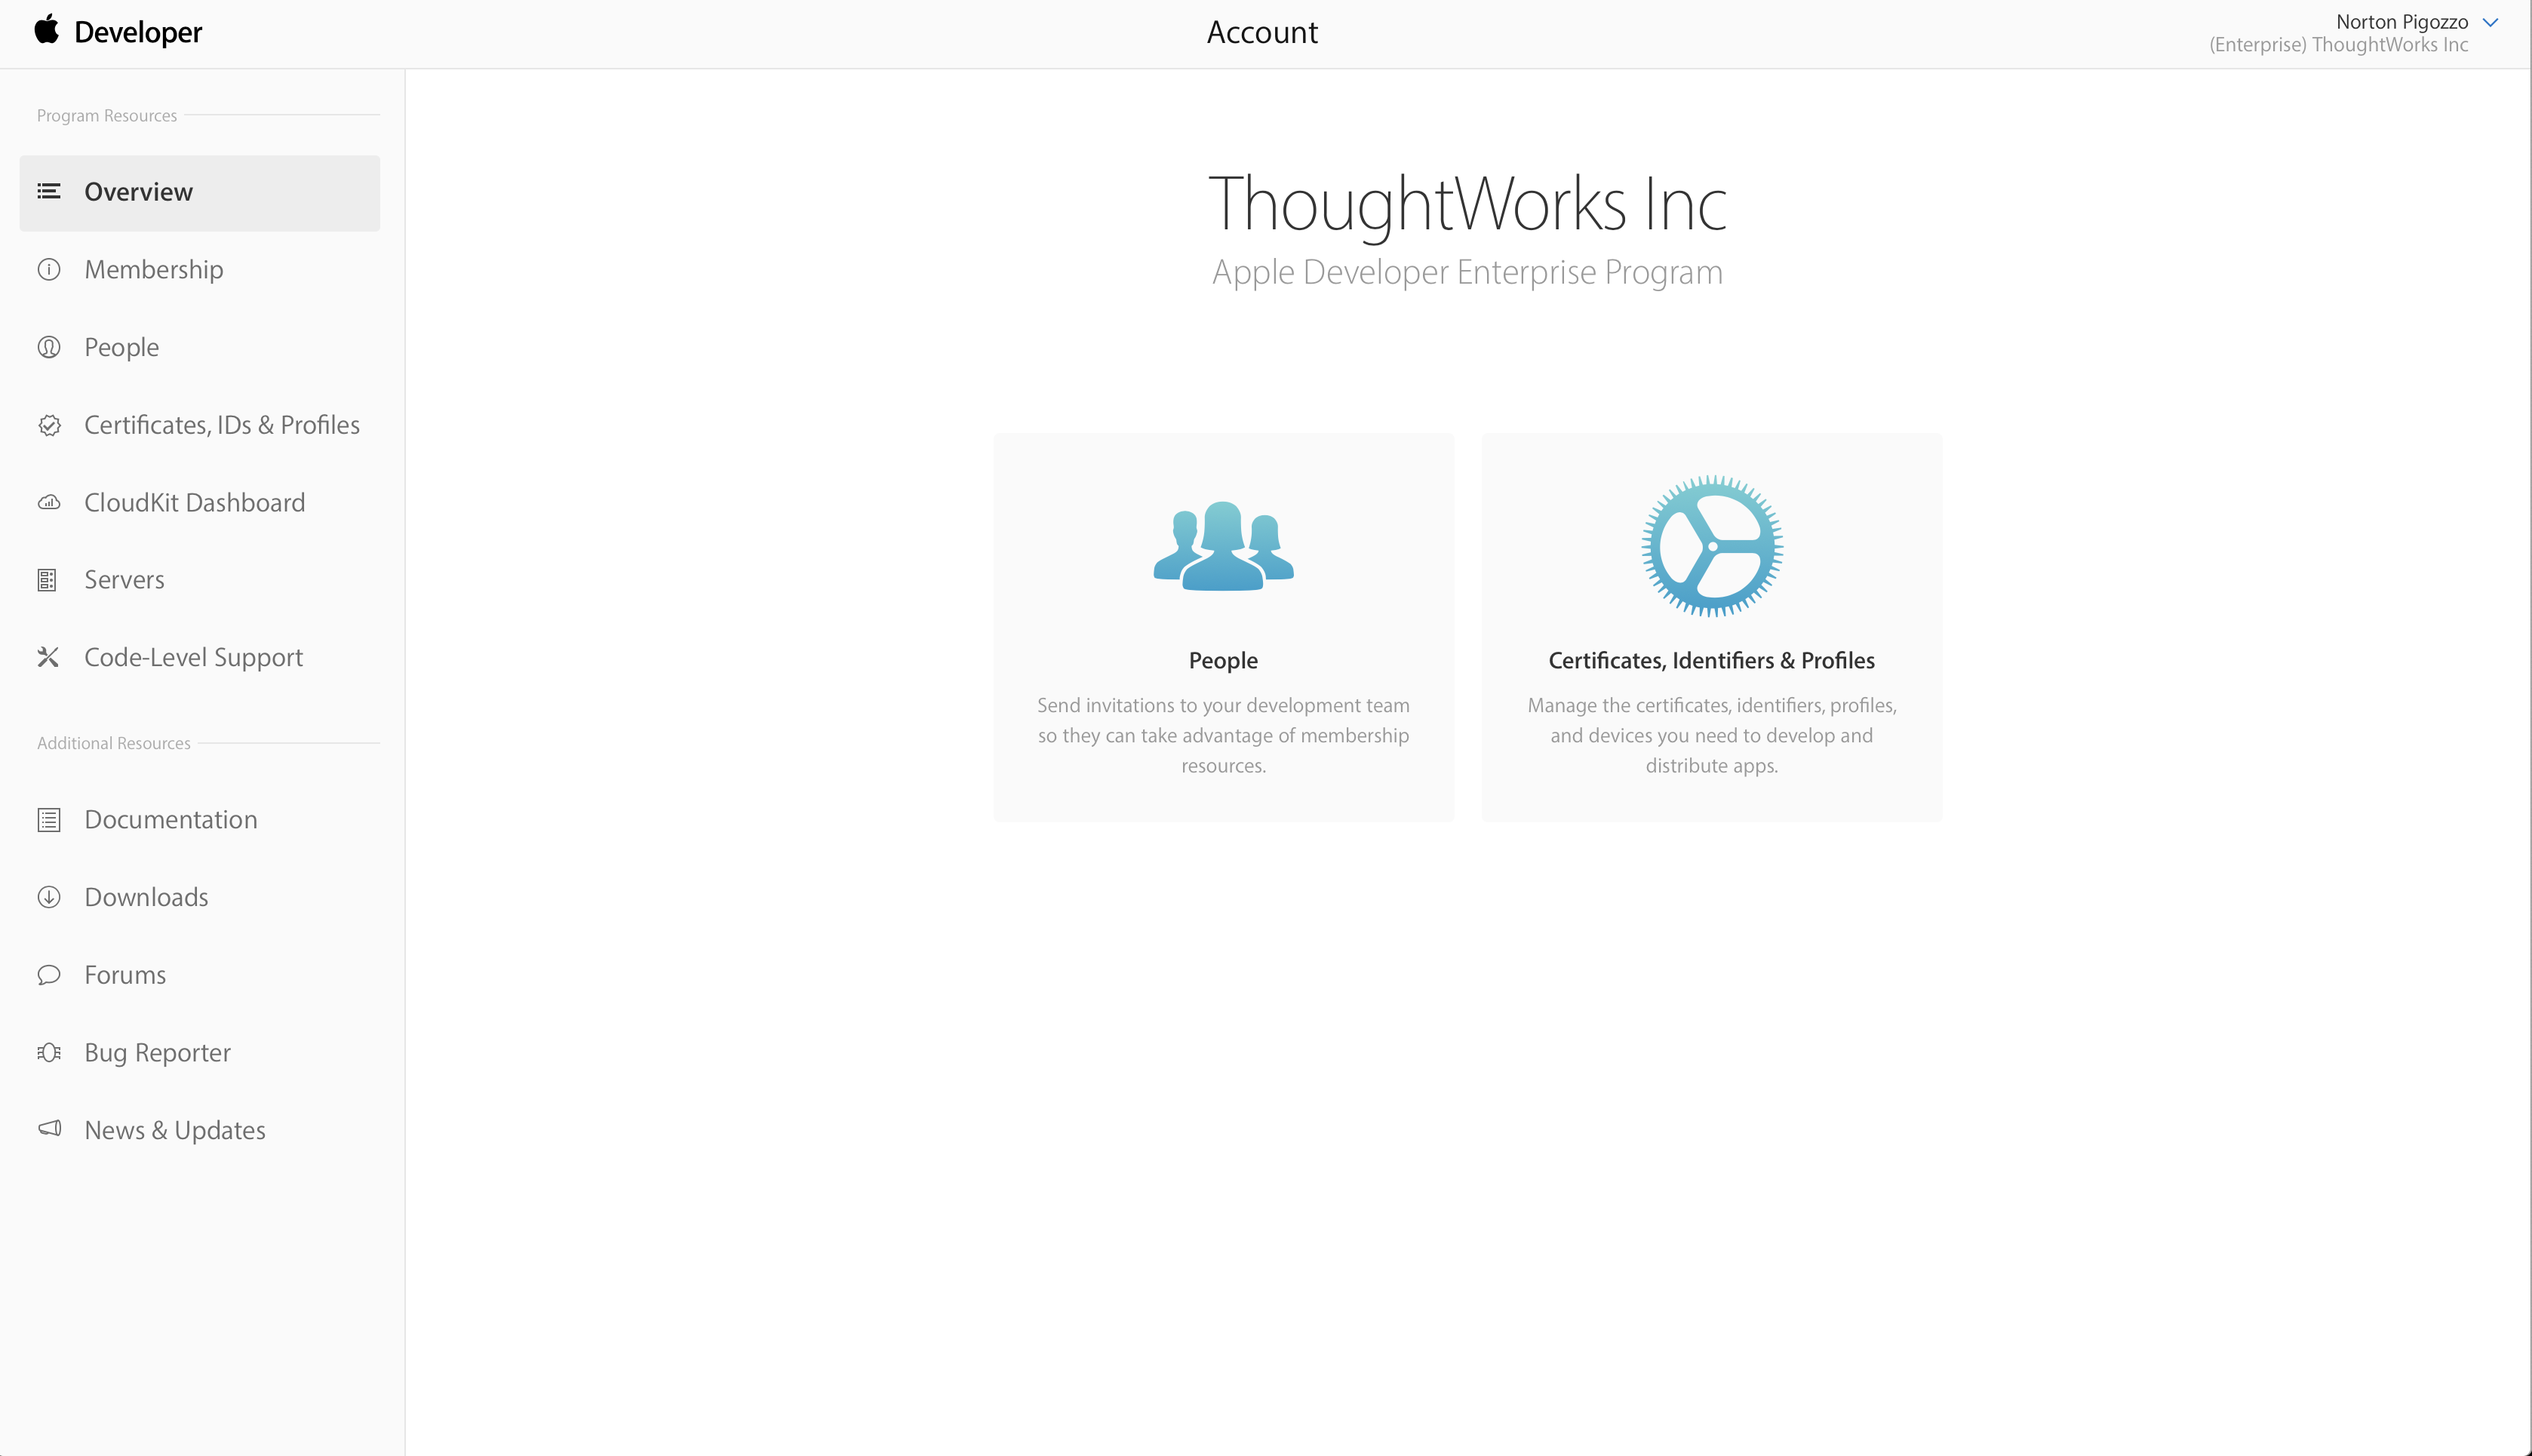 Developer
Account
Norton Pigozzo
(Enterprise) ThoughtWorks Inc
Program Resources
Overview
Membership
People
Certificates, IDs & Profiles
CloudKit Dashboard
Servers
Code-Level Support
Additional Resources
Documentation
Downloads
Forums
Bug Reporter
News & Updates
ThoughtWorks Inc
Apple Developer Enterprise Program
People
Send invitations to your development team
so they can take advantage of membership
resources.
Certificates, Identifiers & Profiles
Manage the certificates, identifiers, profiles,
and devices you need to develop and
distribute apps.